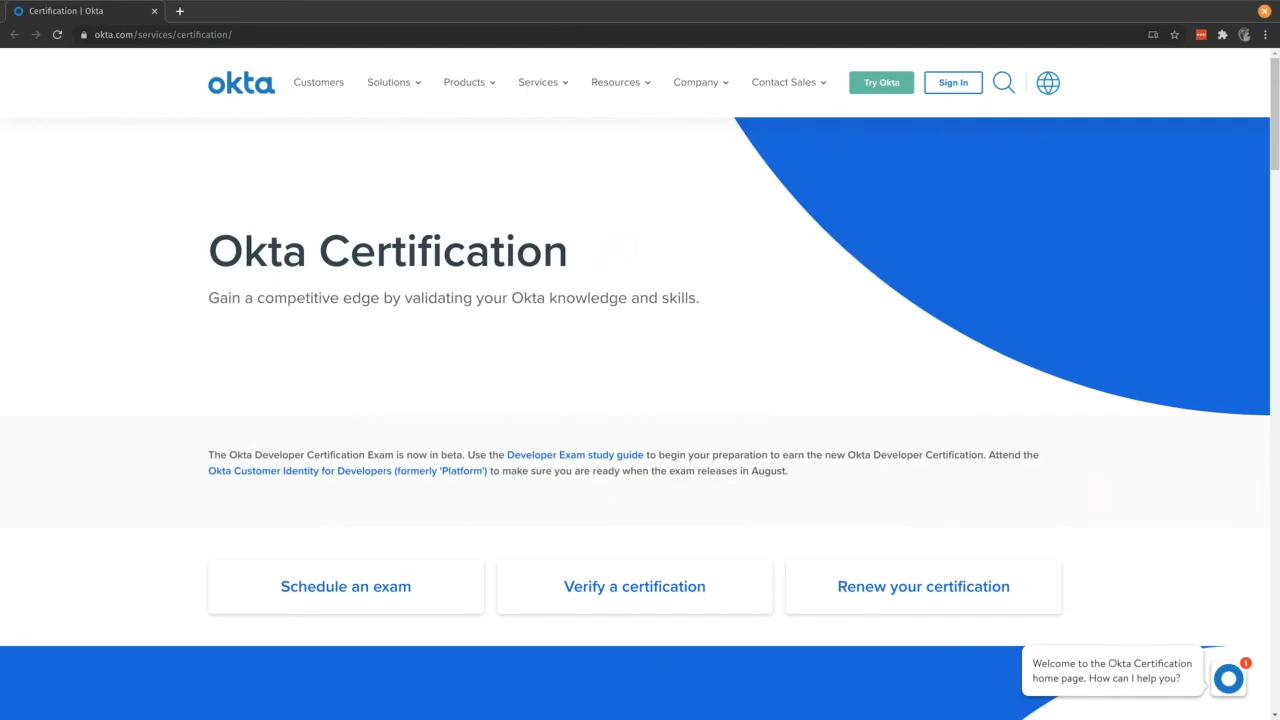 Certification | Okta
okta.com/services/certification/
okta Customers Solutions Products Services Resources Company Contact Sales Try Okta Sign In
Okta Certification
Gain a competitive edge by validating your Okta knowledge and skills.
The Okta Developer Certification Exam is now in beta. Use the Developer Exam study guide to begin your preparation to earn the new Okta Developer Certification. Attend the
Okta Customer Identity for Developers (formerly 'Platform') to make sure you are ready when the exam releases in August.
Schedule an exam Verify a certification Renew your certification
Welcome to the Okta Certification
home page. How can I help you?
1